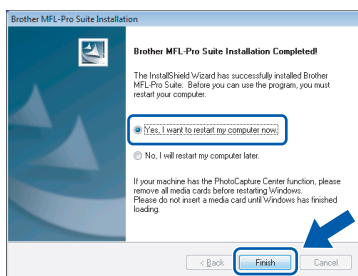 Brother MFL-Pro Suite Installation
Brother MFL-Pro Suite Installation Completed!
The InstallShield Wizard has successfully installed Brother
MFL-Pro Suite. Before you can use the program, you must
restart your computer.
Yes, I want to restart my computer now.
No, I will restart my computer later.
If your machine has the PhotoCapture Center function, please
remove all media cards before restarting Windows.
Please do not insert a media card until Windows has finished
loading.
< Back
Finish
Cancel